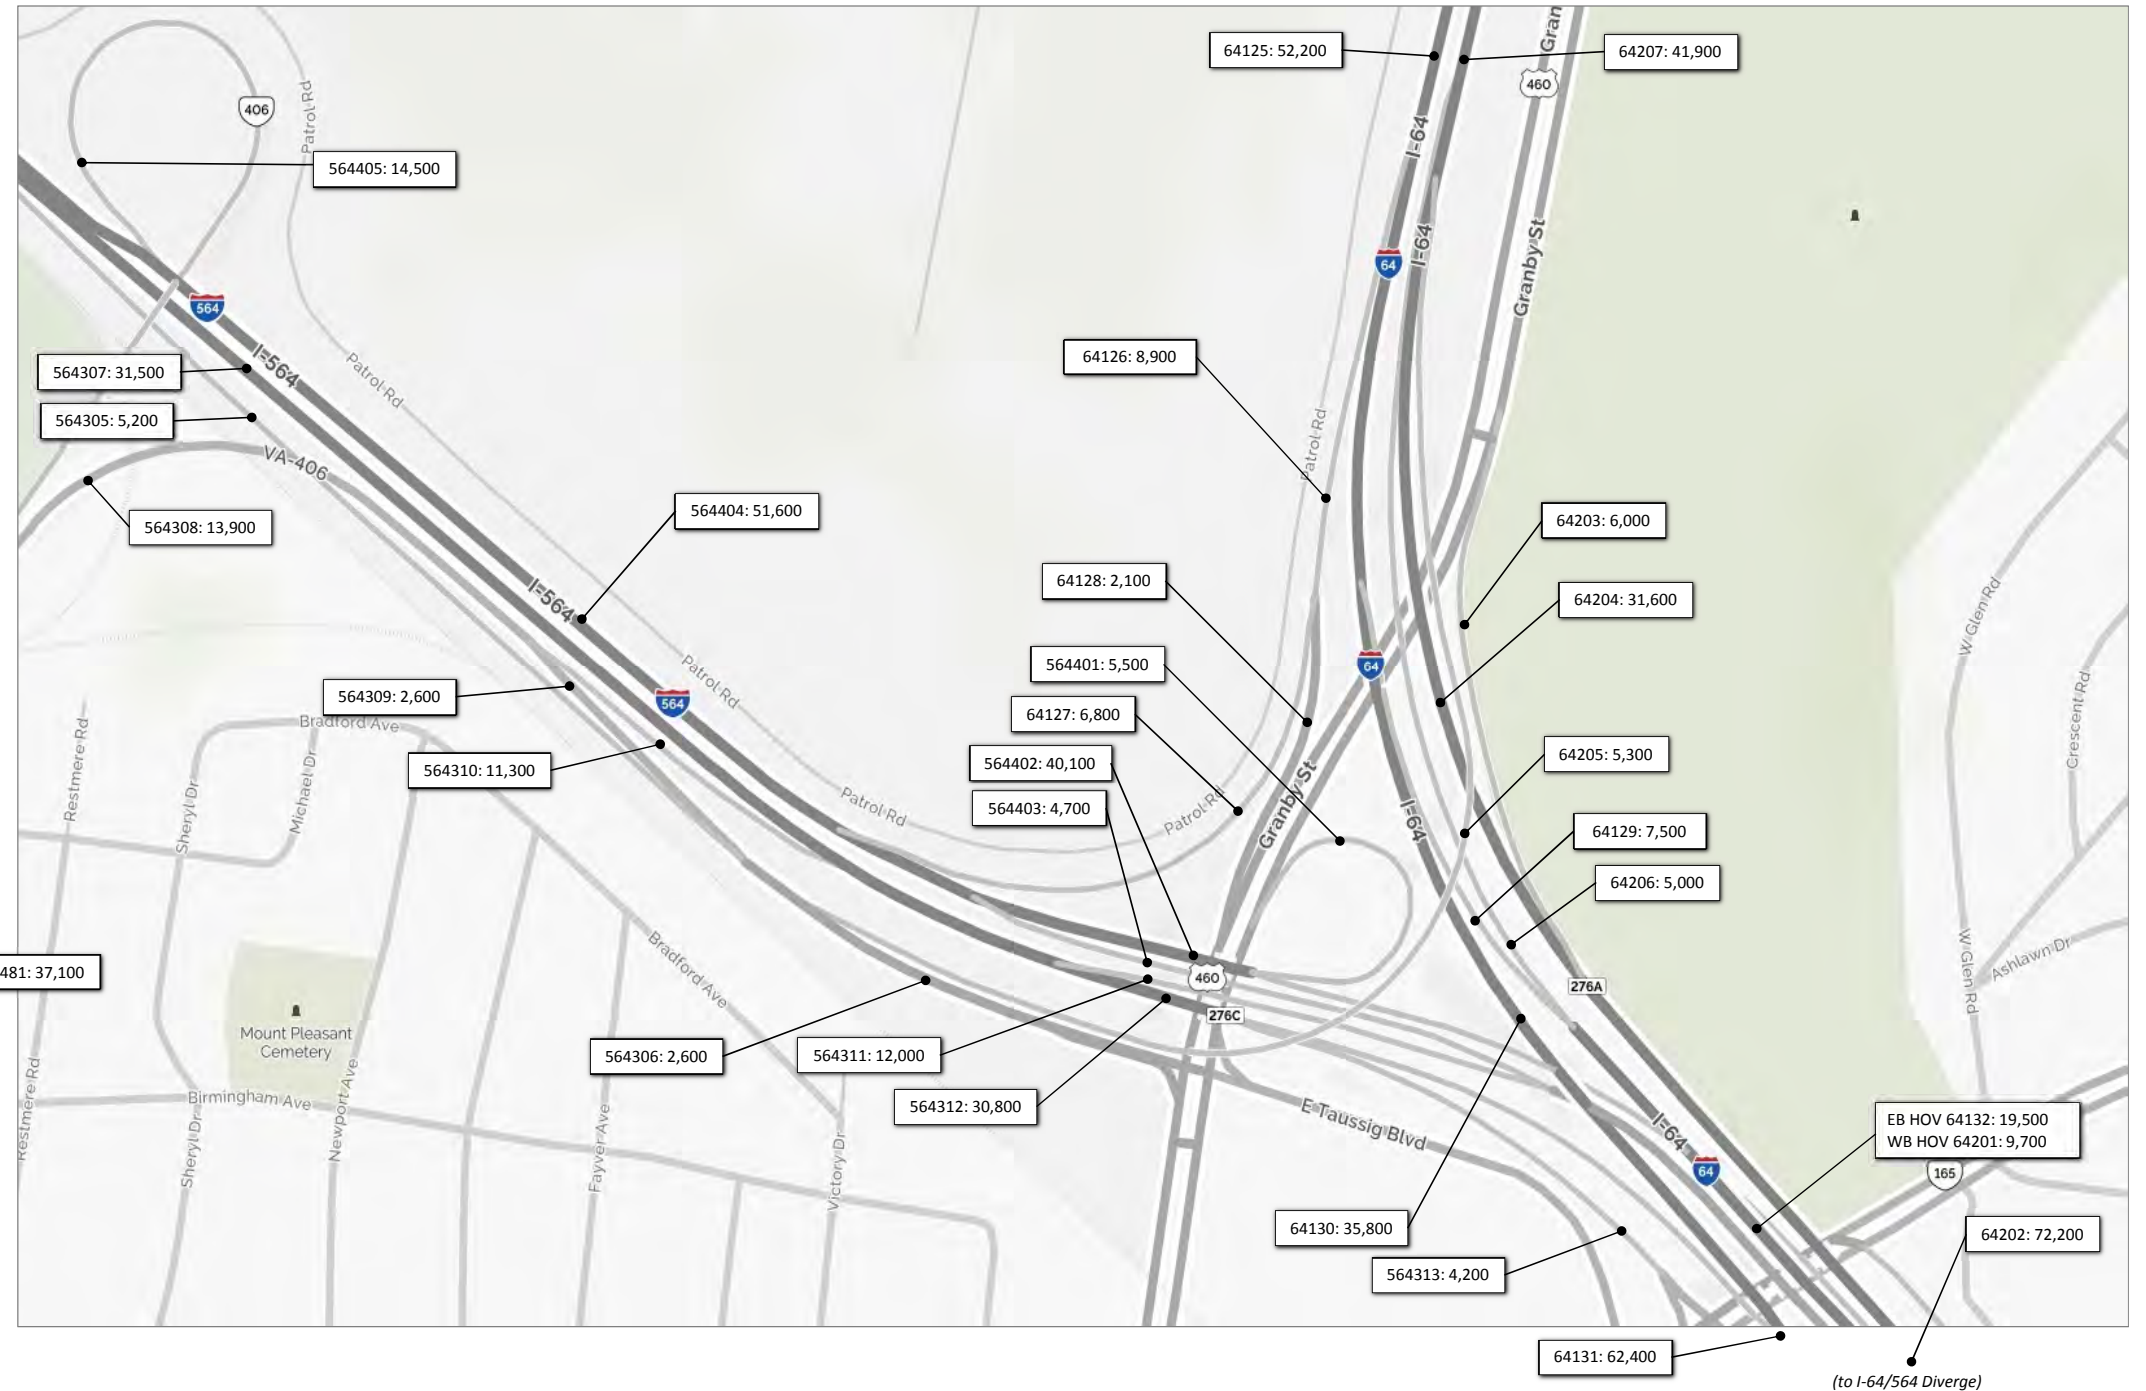 64125: 52,200
64207: 41,900
Gran
460
406
Patrol Rd
564405: 14,500
I-64
I-64
64
Granby St
564
I-564
564307: 31,500
564305: 5,200
Patrol Rd
64126: 8,900
VA-406
Patrol Rd
564308: 13,900
564404: 51,600
64203: 6,000
I-564
64128: 2,100
64204: 31,600
W Glen Rd
564401: 5,500
64
Patrol Rd
564309: 2,600
564
64127: 6,800
Crescent Rd
Bradford Ave
Restmere Rd
564402: 40,100
64205: 5,300
564310: 11,300
Michael Dr
Sheryl Dr
564403: 4,700
Patrol Rd
Patrol Rd
Granby St
I-64
64129: 7,500
64206: 5,000
481: 37,100
Bradford Ave
W Glen Rd
Ashlawn Dr
460
276A
276C
Mount Pleasant
Cemetery
564306: 2,600
564311: 12,000
564312: 30,800
Birmingham Ave
Restmere Rd
Sheryl Dr
Newport Ave
Fayver Ave
Victory Dr
E Taussig Blvd
I-64
64
EB HOV 64132: 19,500
WB HOV 64201: 9,700
165
64130: 35,800
64202: 72,200
564313: 4,200
64131: 62,400
(to I-64/564 Diverge)